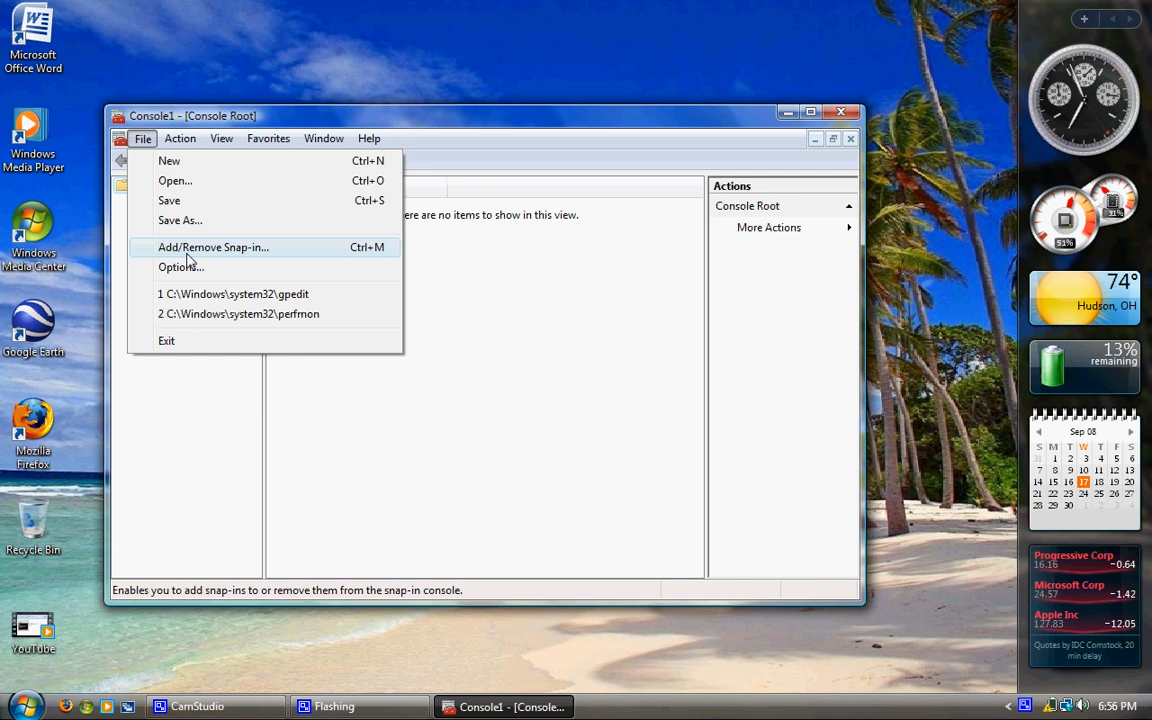 Microsoft
Office Word
Windows
Media Player
Windows
Media Center
Google Earth
Mozilla
Firefox
Recycle Bin
YouTube
Console1 - [Console Root]
File Action View Favorites Window Help
New Ctrl+N
Open... Ctrl+O
Save Ctrl+S
Save As...
Add/Remove Snap-in... Ctrl+M
Options...
1 C:\Windows\system32\gpedit
2 C:\Windows\system32\perfmon
Exit
ere are no items to show in this view.
Actions
Console Root
More Actions
Enables you to add snap-ins to or remove them from the snap-in console.
31%
51%
74°
Hudson, OH
13%
remaining
Sep 08
S M T W T F S
31 1 2 3 4 5 6
7 8 9 10 11 12 13
14 15 16 17 18 19 20
21 22 23 24 25 26 27
28 29 30 1 2 3 4
Progressive Corp
16.16 -0.64
Microsoft Corp
24.57 -1.42
Apple Inc
127.83 -12.05
Quotes by IDC Comstock, 20
min delay
CamStudio
Flashing
Console1 - [Console...
6:56 PM